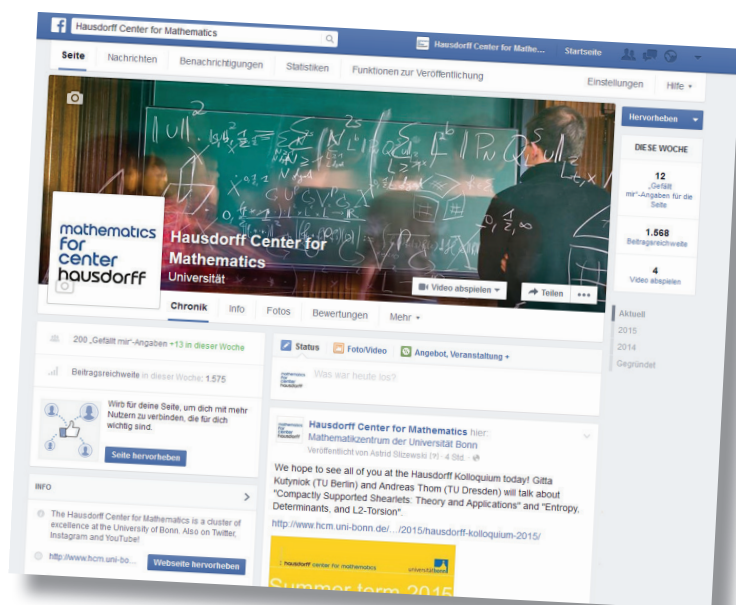 Hausdorff Center for Mathematics
Hausdorff Center for Mathe...
Startseite
Seite
Nachrichten
Benachrichtigungen
Statistiken
Funktionen zur Veröffentlichung
Einstellungen
Hilfe
Hervorheben
DIESE WOCHE
12
„Gefällt
mir“-Angaben für die
Seite
1.568
Beitragsreichweite
4
Video abspielen
Aktuell
2015
2014
Gegründet
mathematics
for
center
hausdorff
Hausdorff Center for
Mathematics
Universität
Video abspielen
Teilen
Chronik
Info
Fotos
Bewertungen
Mehr
200 „Gefällt mir“-Angaben +13 in dieser Woche
Beitragsreichweite in dieser Woche: 1.575
Wirb für deine Seite, um dich mit mehr
Nutzern zu verbinden, die für dich
wichtig sind.
Seite hervorheben
INFO
The Hausdorff Center for Mathematics is a cluster of
excellence at the University of Bonn. Also on Twitter,
Instagram and YouTube!
http://www.hcm.uni-bo...
Webseite hervorheben
Status
Foto/Video
Angebot, Veranstaltung +
mathematics
for
center
hausdorff
Was war heute los?
mathematics
for
center
hausdorff
Hausdorff Center for Mathematics hier:
Mathematikzentrum der Universität Bonn
Veröffentlicht von Astrid Slizewski [?] · 4 Std. ·
We hope to see all of you at the Hausdorff Kolloquium today! Gitta
Kutyniok (TU Berlin) and Andreas Thom (TU Dresden) will talk about
"Compactly Supported Shearlets: Theory and Applications" and "Entropy,
Determinants, and L2-Torsion".
http://www.hcm.uni-bonn.de/.../2015/hausdorff-kolloquium-2015/
hausdorff center for mathematics
universitätbonn
Summer term 2015